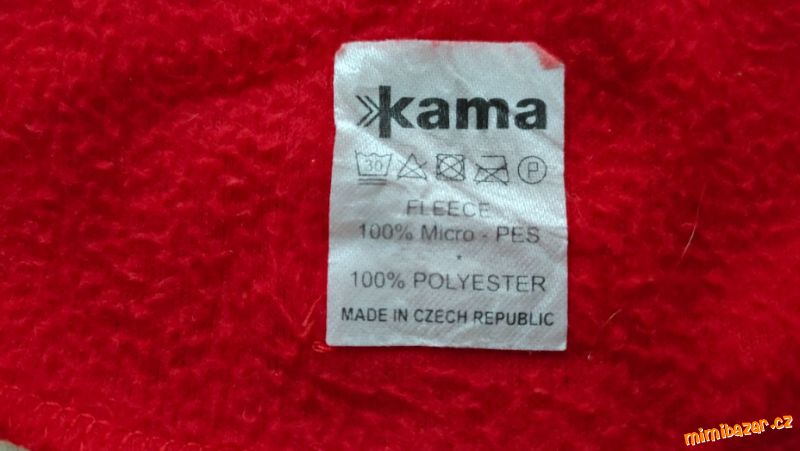 kama
30 P
FLEECE
100% Micro - PES
*
100% POLYESTER
MADE IN CZECH REPUBLIC
mimibazar.cz